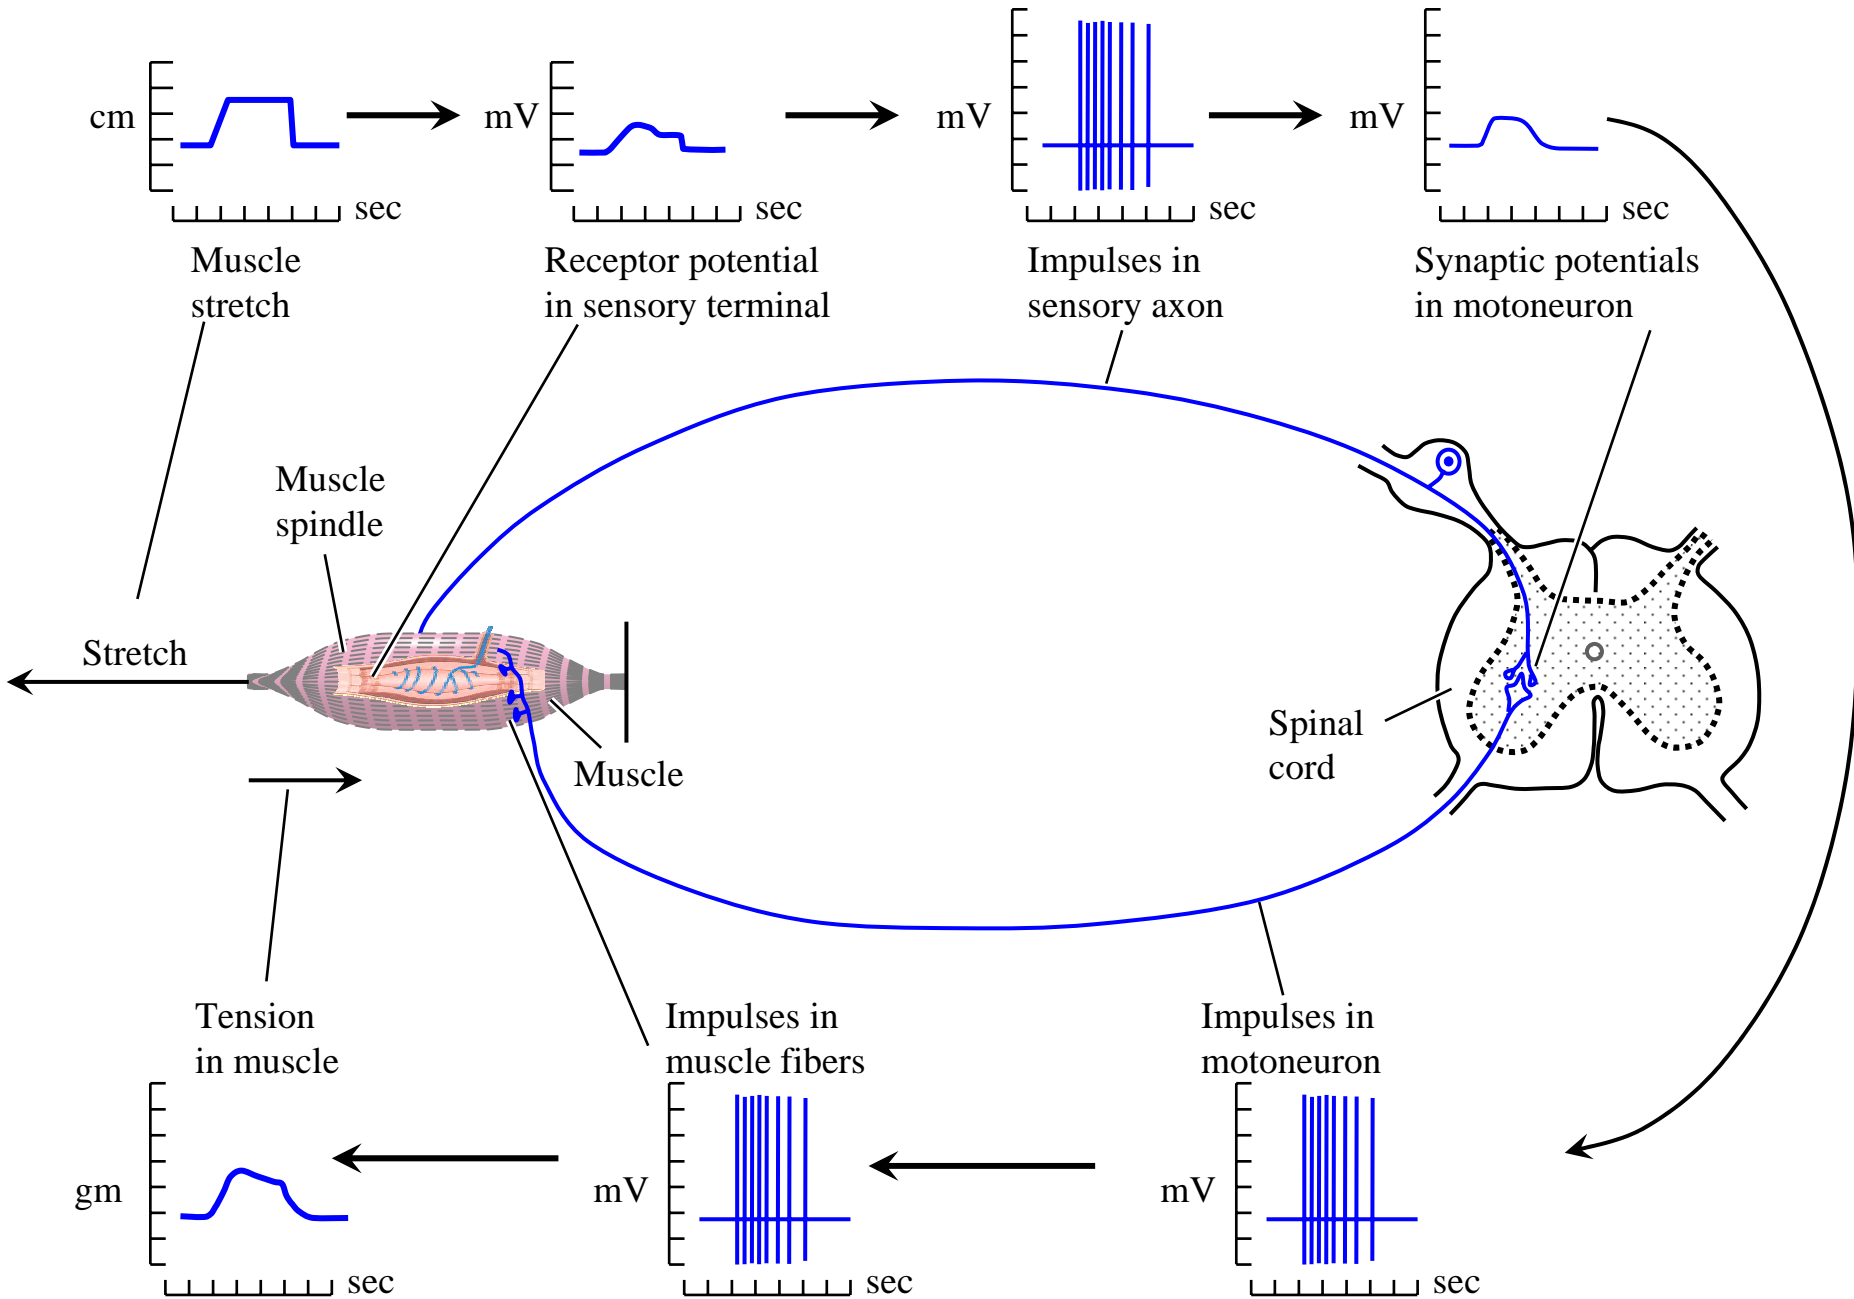 cm
sec
mV
sec
mV
sec
mV
sec
Muscle
stretch
Receptor potential
in sensory terminal
Impulses in
sensory axon
Synaptic potentials
in motoneuron
Muscle
spindle
Stretch
Muscle
Spinal
cord
Tension
in muscle
Impulses in
muscle fibers
Impulses in
motoneuron
gm
sec
mV
sec
mV
sec